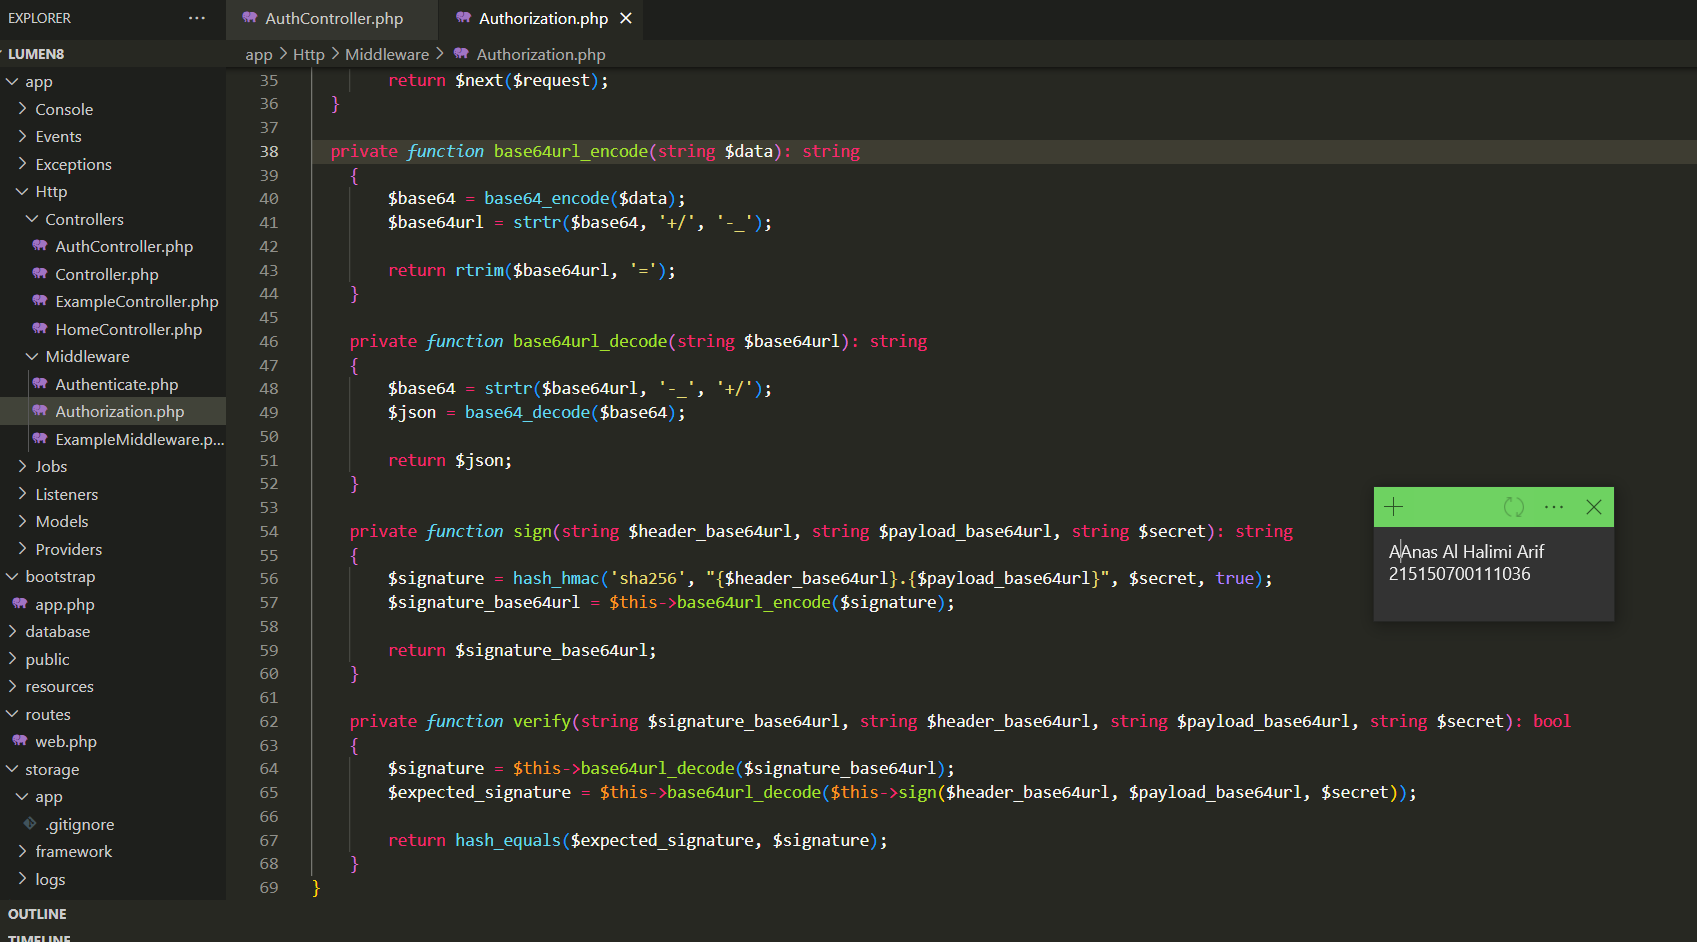 EXPLORER
LUMEN8
app
Console
Events
Exceptions
Http
Controllers
AuthController.php
Controller.php
ExampleController.php
HomeController.php
Middleware
Authenticate.php
Authorization.php
ExampleMiddleware.p...
Jobs
Listeners
Models
Providers
bootstrap
app.php
database
public
resources
routes
web.php
storage
app
.gitignore
framework
logs
OUTLINE
TIMELINE
AuthController.php
Authorization.php
app > Http > Middleware > Authorization.php
35 return $next($request);
36 }
37
38 private function base64url_encode(string $data): string
39 {
40 $base64 = base64_encode($data);
41 $base64url = strtr($base64, '+/', '-_');
42
43 return rtrim($base64url, '=');
44 }
45
46 private function base64url_decode(string $base64url): string
47 {
48 $base64 = strtr($base64url, '-_', '+/');
49 $json = base64_decode($base64);
50
51 return $json;
52 }
53
54 private function sign(string $header_base64url, string $payload_base64url, string $secret): string
55 {
56 $signature = hash_hmac('sha256', "{$header_base64url}.{$payload_base64url}", $secret, true);
57 $signature_base64url = $this->base64url_encode($signature);
58
59 return $signature_base64url;
60 }
61
62 private function verify(string $signature_base64url, string $header_base64url, string $payload_base64url, string $secret): bool
63 {
64 $signature = $this->base64url_decode($signature_base64url);
65 $expected_signature = $this->base64url_decode($this->sign($header_base64url, $payload_base64url, $secret));
66
67 return hash_equals($expected_signature, $signature);
68 }
69 }
AAnas Al Halimi Arif
215150700111036